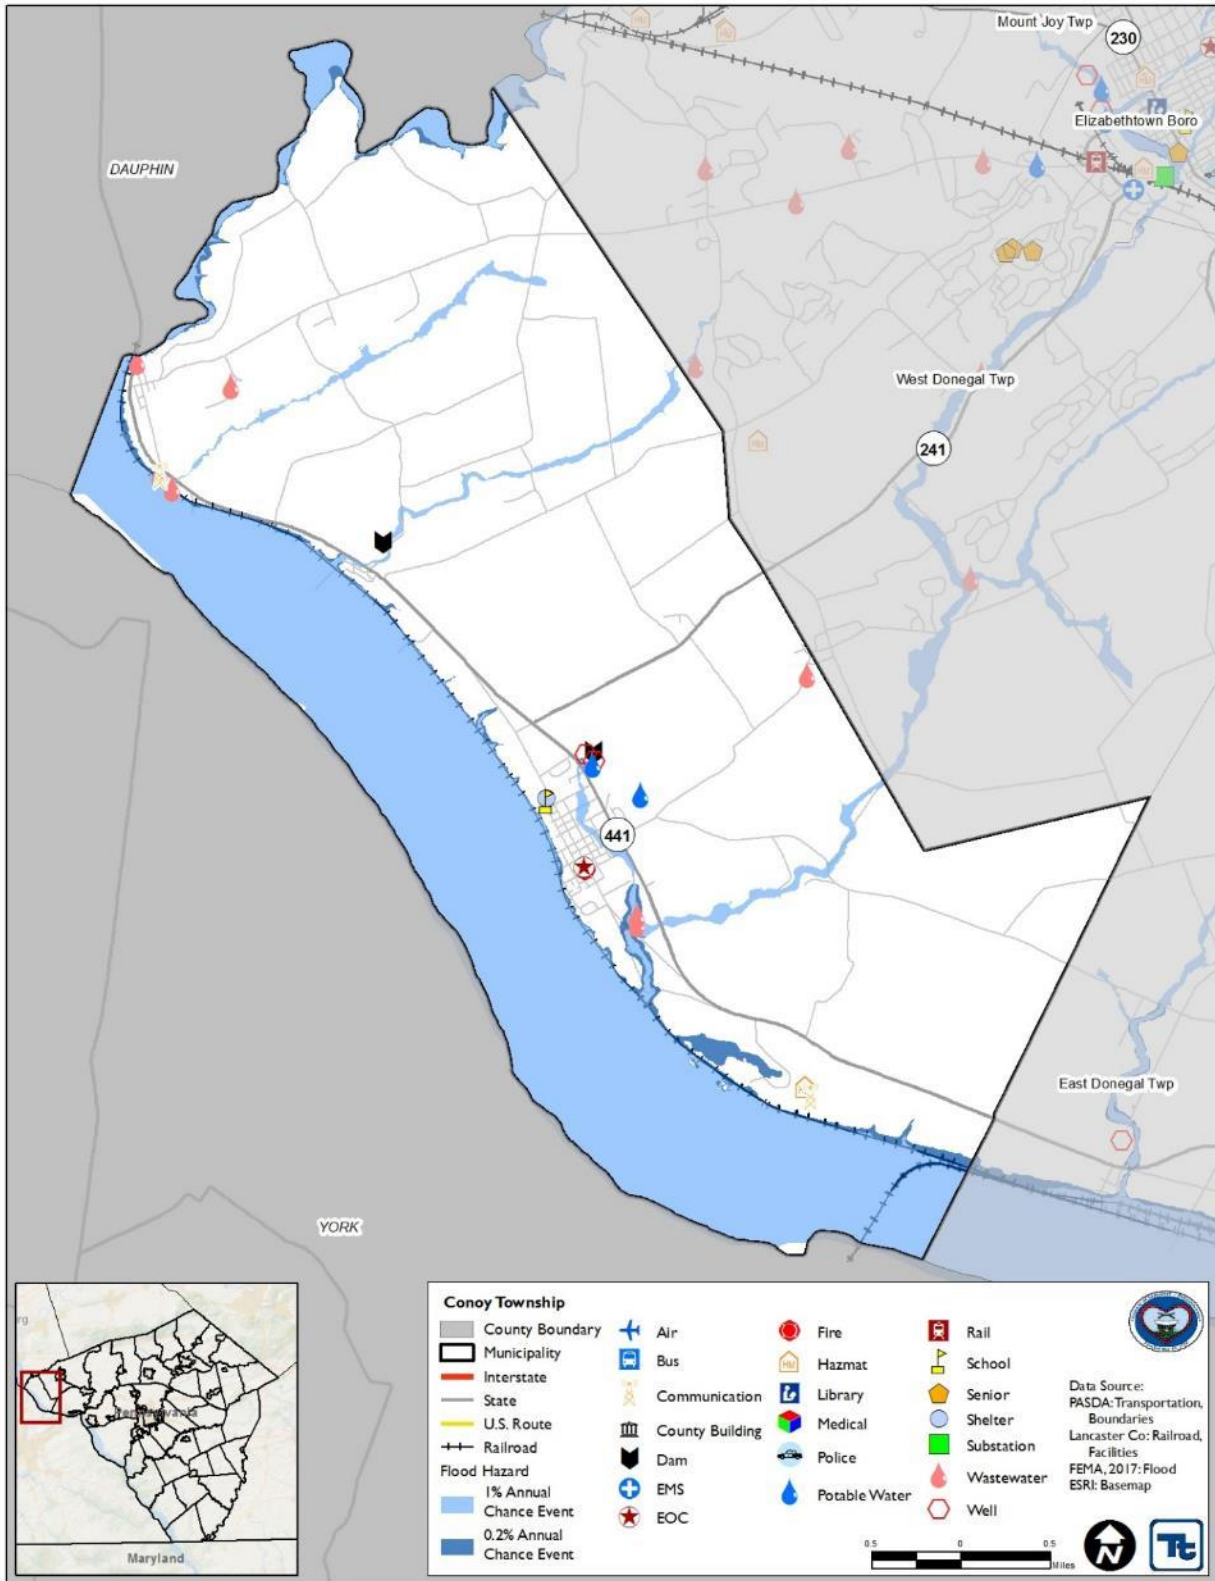 Mount Joy Twp
230
Elizabethtown Boro
DAUPHIN
West Donegal Twp
241
441
East Donegal Twp
YORK
Conoy Township
County Boundary
Municipality
Interstate
State
U.S. Route
Railroad
Flood Hazard
1% Annual
Chance Event
0.2% Annual
Chance Event
Air
Bus
Communication
County Building
Dam
EMS
EOC
Fire
Hazmat
Library
Medical
Police
Potable Water
Rail
School
Senior
Shelter
Substation
Wastewater
Well
Data Source:
PASDA: Transportation,
Boundaries
Lancaster Co: Railroad,
Facilities
FEMA, 2017: Flood
ESRI: Basemap
0.5 0 0.5
Miles
N
Tt
rg
Pennsylvania
Maryland